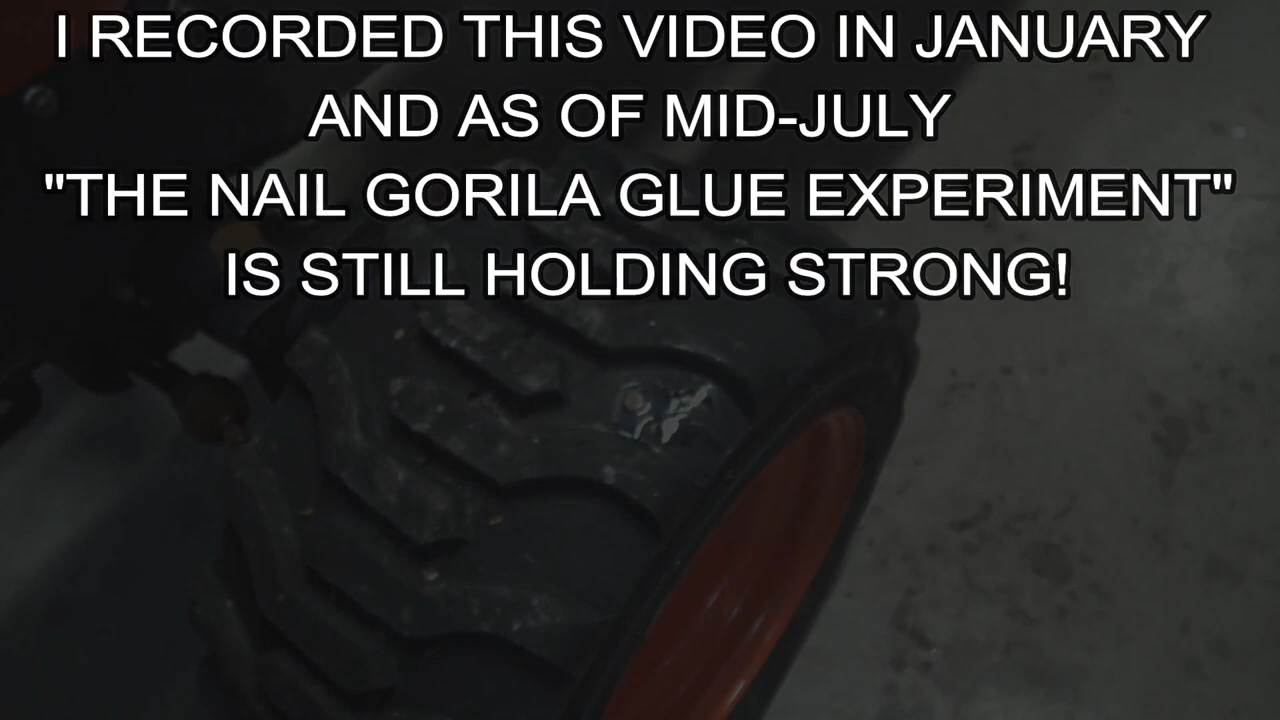 I RECORDED THIS VIDEO IN JANUARY
AND AS OF MID-JULY
"THE NAIL GORILA GLUE EXPERIMENT"
IS STILL HOLDING STRONG!